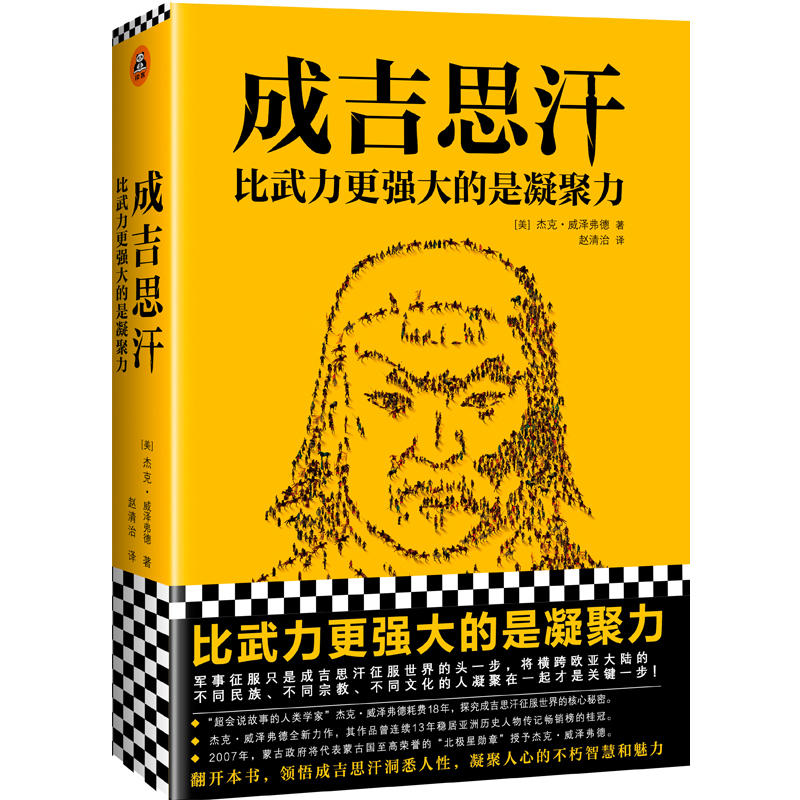 成吉思汗
比武力更强大的是凝聚力
[美] 杰克·威泽弗德 著
赵清治 译
比武力更强大的是凝聚力
军事征服只是成吉思汗征服世界的头一步，将横跨欧亚大陆的
不同民族、不同宗教、不同文化的人凝聚在一起才是关键一步！
◆ “超会说故事的人类学家”杰克·威泽弗德耗费18年，探究成吉思汗征服世界的核心秘密。
◆ 杰克·威泽弗德全新力作，其作品曾连续13年稳居亚洲历史人物传记畅销榜的桂冠。
◆ 2007年，蒙古政府将代表蒙古国至高荣誉的“北极星勋章”授予杰克·威泽弗德。
翻开本书，领悟成吉思汗洞悉人性，凝聚人心的不朽智慧和魅力
读客
成吉思汗
比武力更强大的是凝聚力
[美] 杰克·威泽弗德 著
赵清治 译